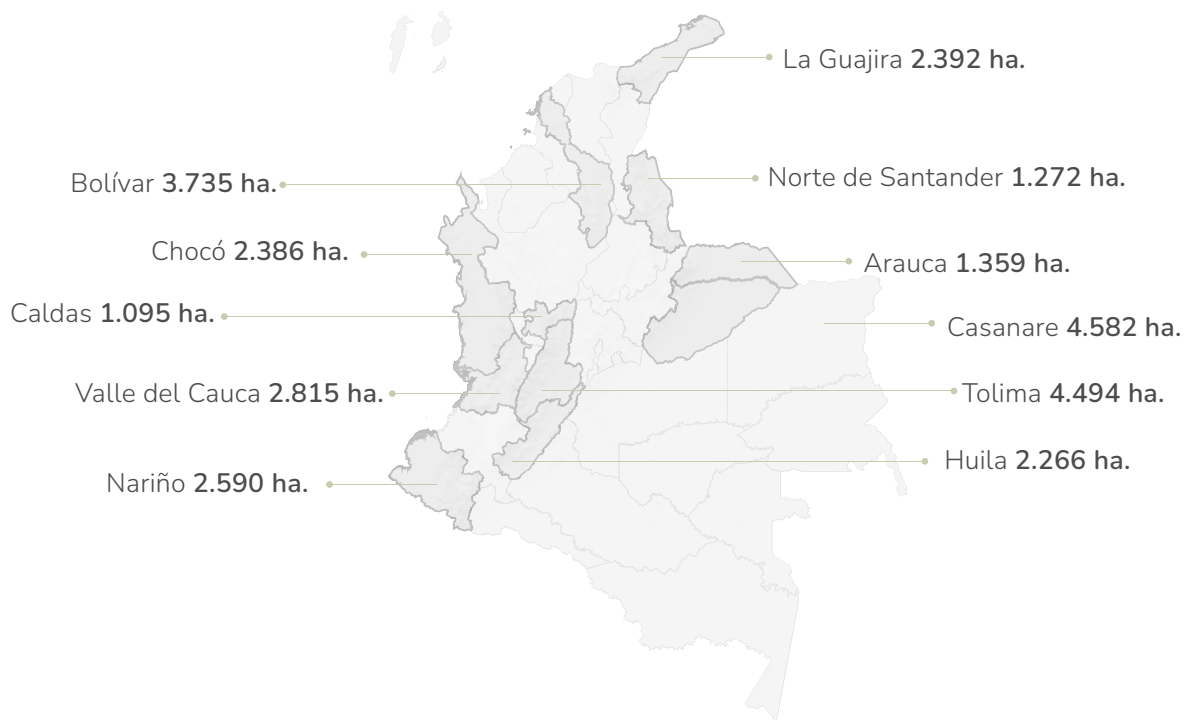 La Guajira 2.392 ha.
Bolívar 3.735 ha.
Norte de Santander 1.272 ha.
Chocó 2.386 ha.
Arauca 1.359 ha.
Caldas 1.095 ha.
Casanare 4.582 ha.
Valle del Cauca 2.815 ha.
Tolima 4.494 ha.
Huila 2.266 ha.
Nariño 2.590 ha.